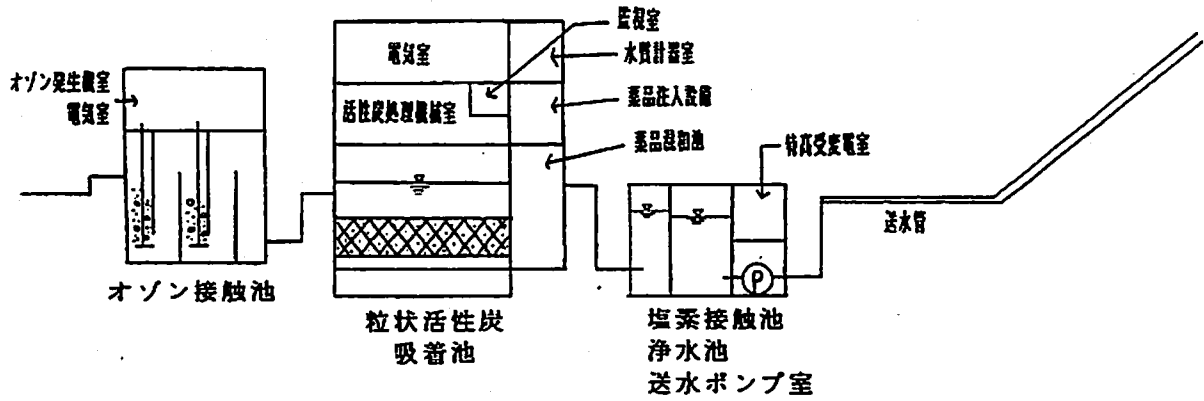 監視室
電気室
水質計器室
オゾン発生機室
電気室
活性炭処理機械室
薬品注入設備
薬品混和池
特高受変電室
送水管
P
オゾン接触池
粒状活性炭
吸着池
塩素接触池
浄水池
送水ポンプ室